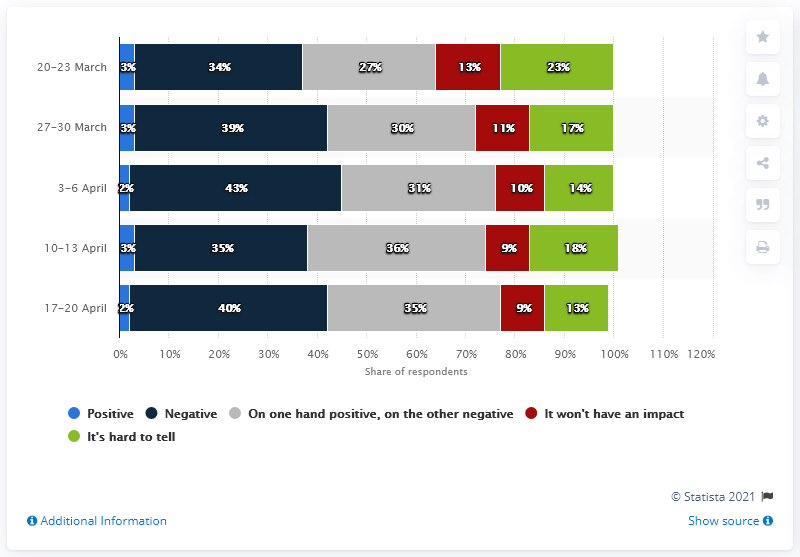 20–23 March 3% 34% 27% 13% 23%
27–30 March 3% 39% 30% 11% 17%
3–6 April 2% 43% 31% 10% 14%
10–13 April 3% 35% 36% 9% 18%
17–20 April 2% 40% 35% 9% 13%
0% 10% 20% 30% 40% 50% 60% 70% 80% 90% 100% 110% 120%
Share of respondents
Positive Negative On one hand positive, on the other negative It won't have an impact
It's hard to tell
© Statista 2021
Additional Information Show source